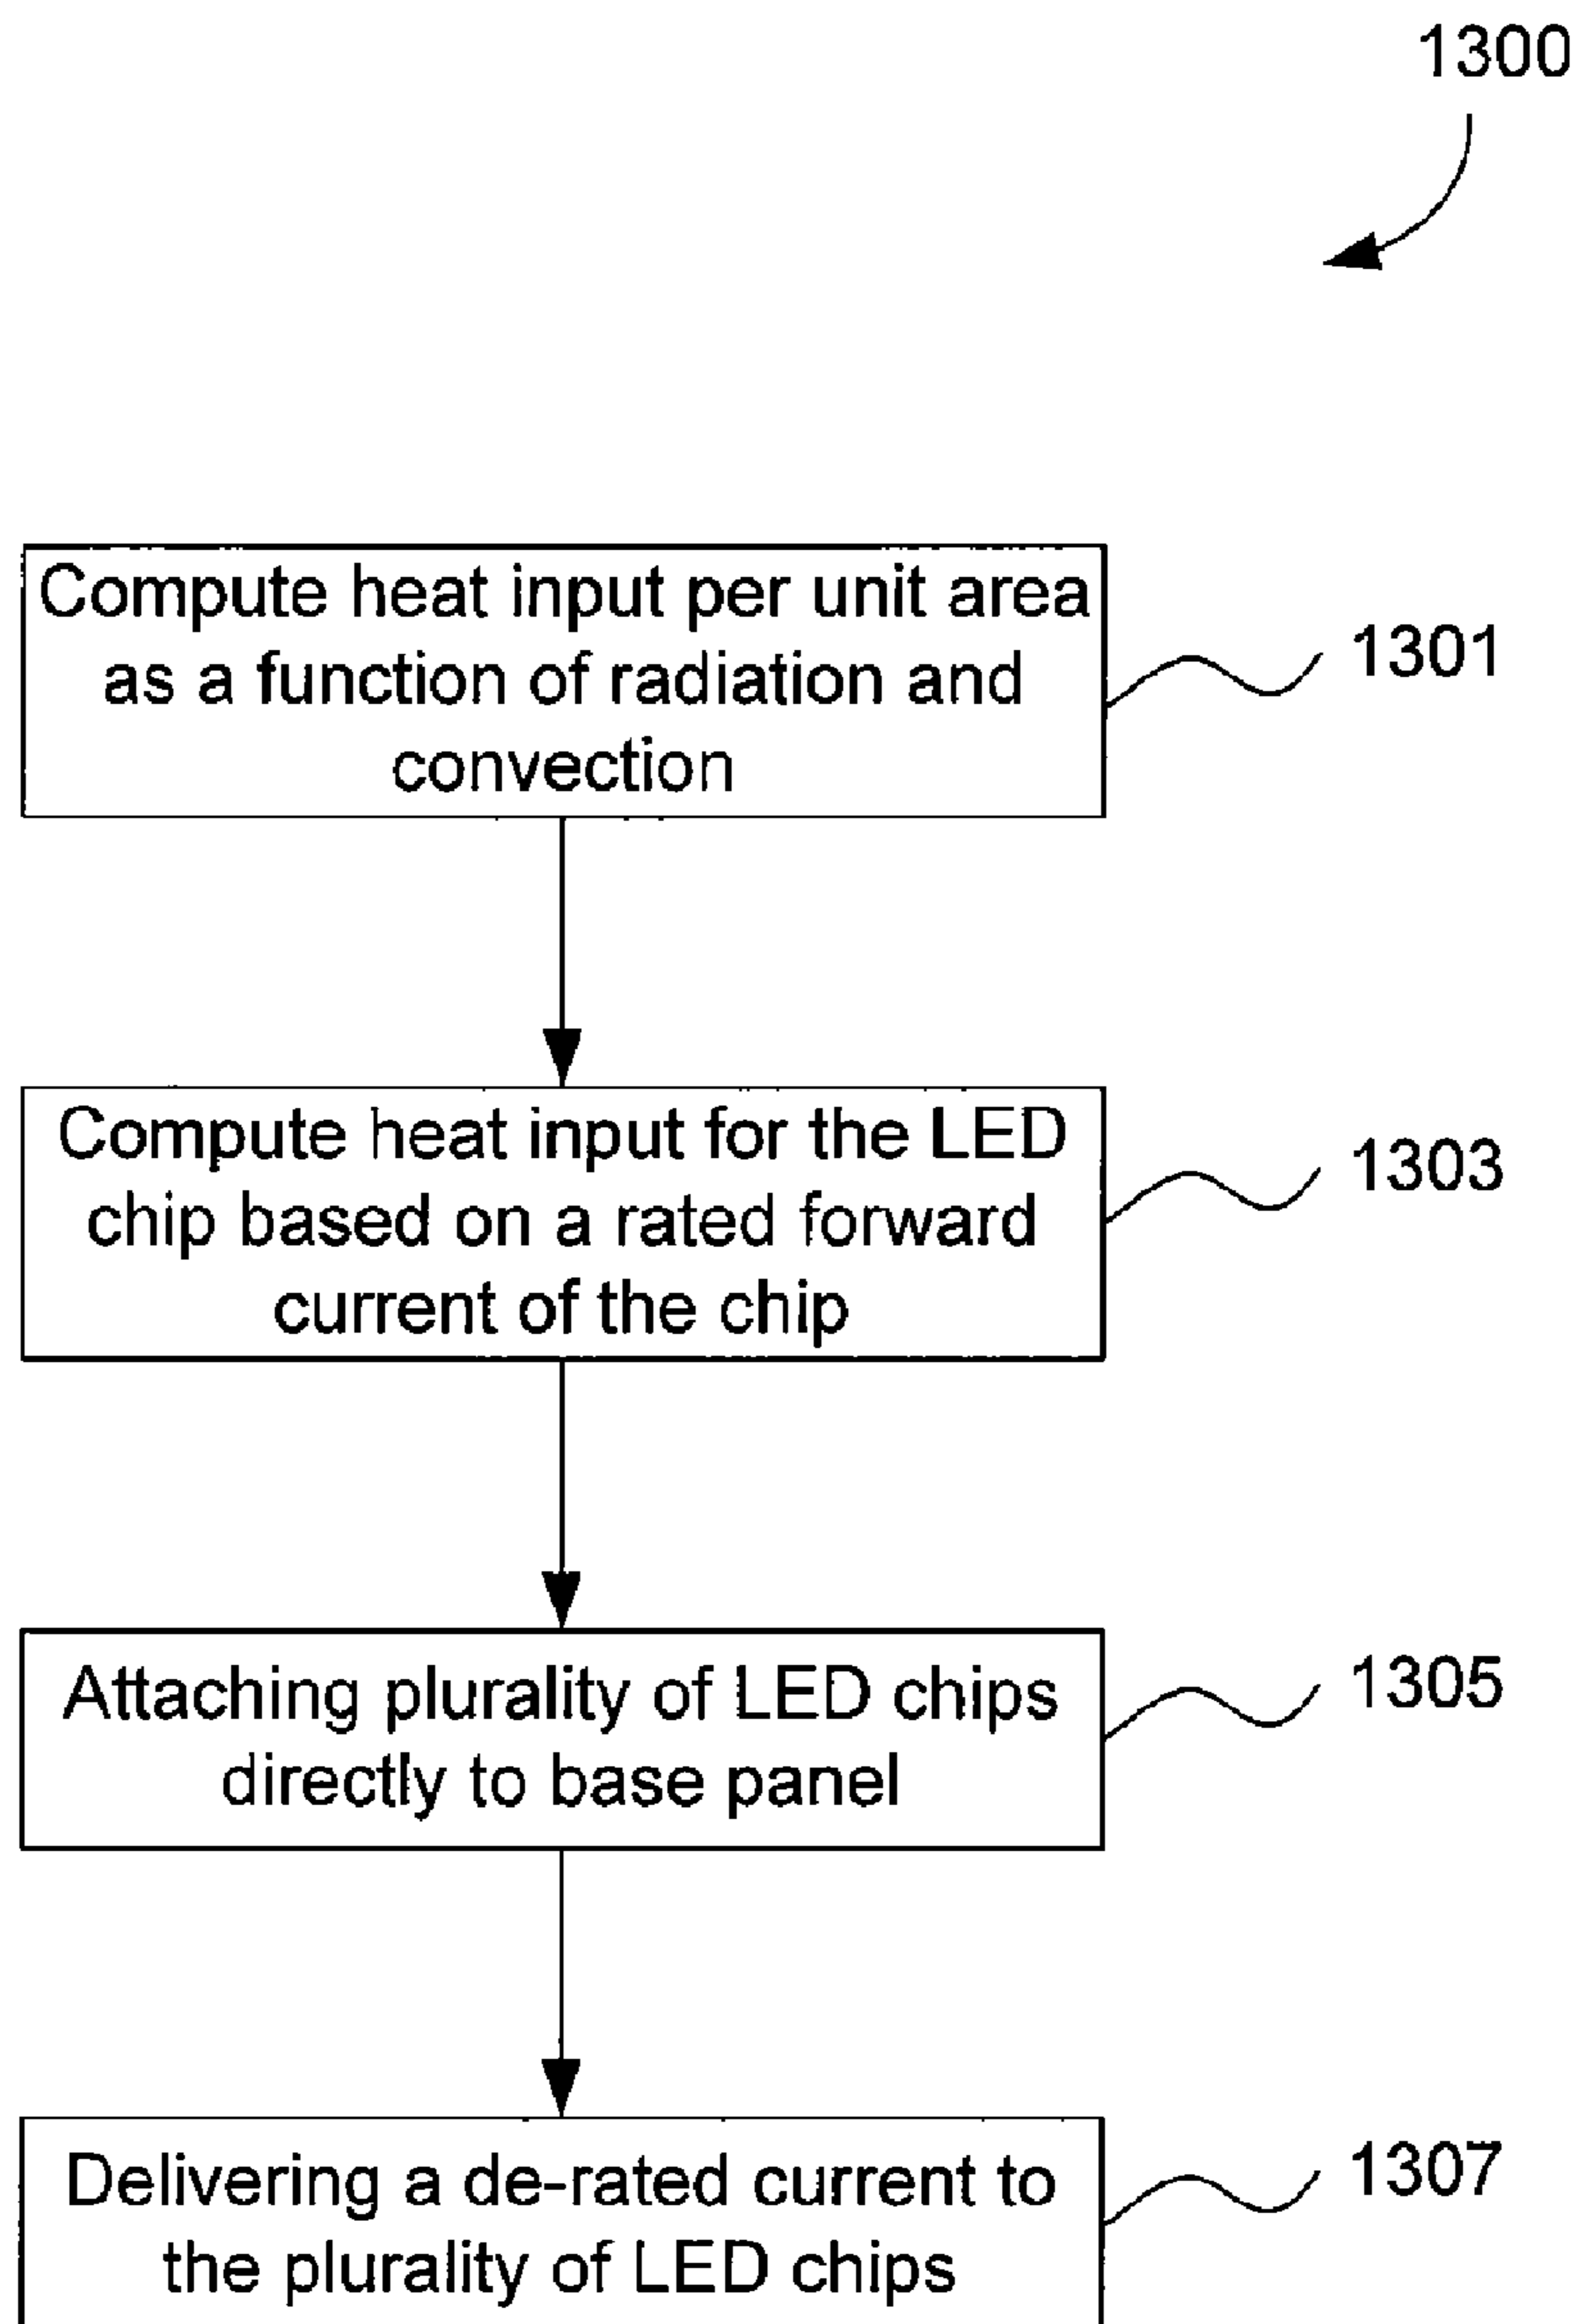 1300
Compute heat input per unit area
as a function of radiation and
convection
1301
Compute heat input for the LED
chip based on a rated forward
current of the chip
1303
Attaching plurality of LED chips
directly to base panel
1305
Delivering a de-rated current to
the plurality of LED chips
1307